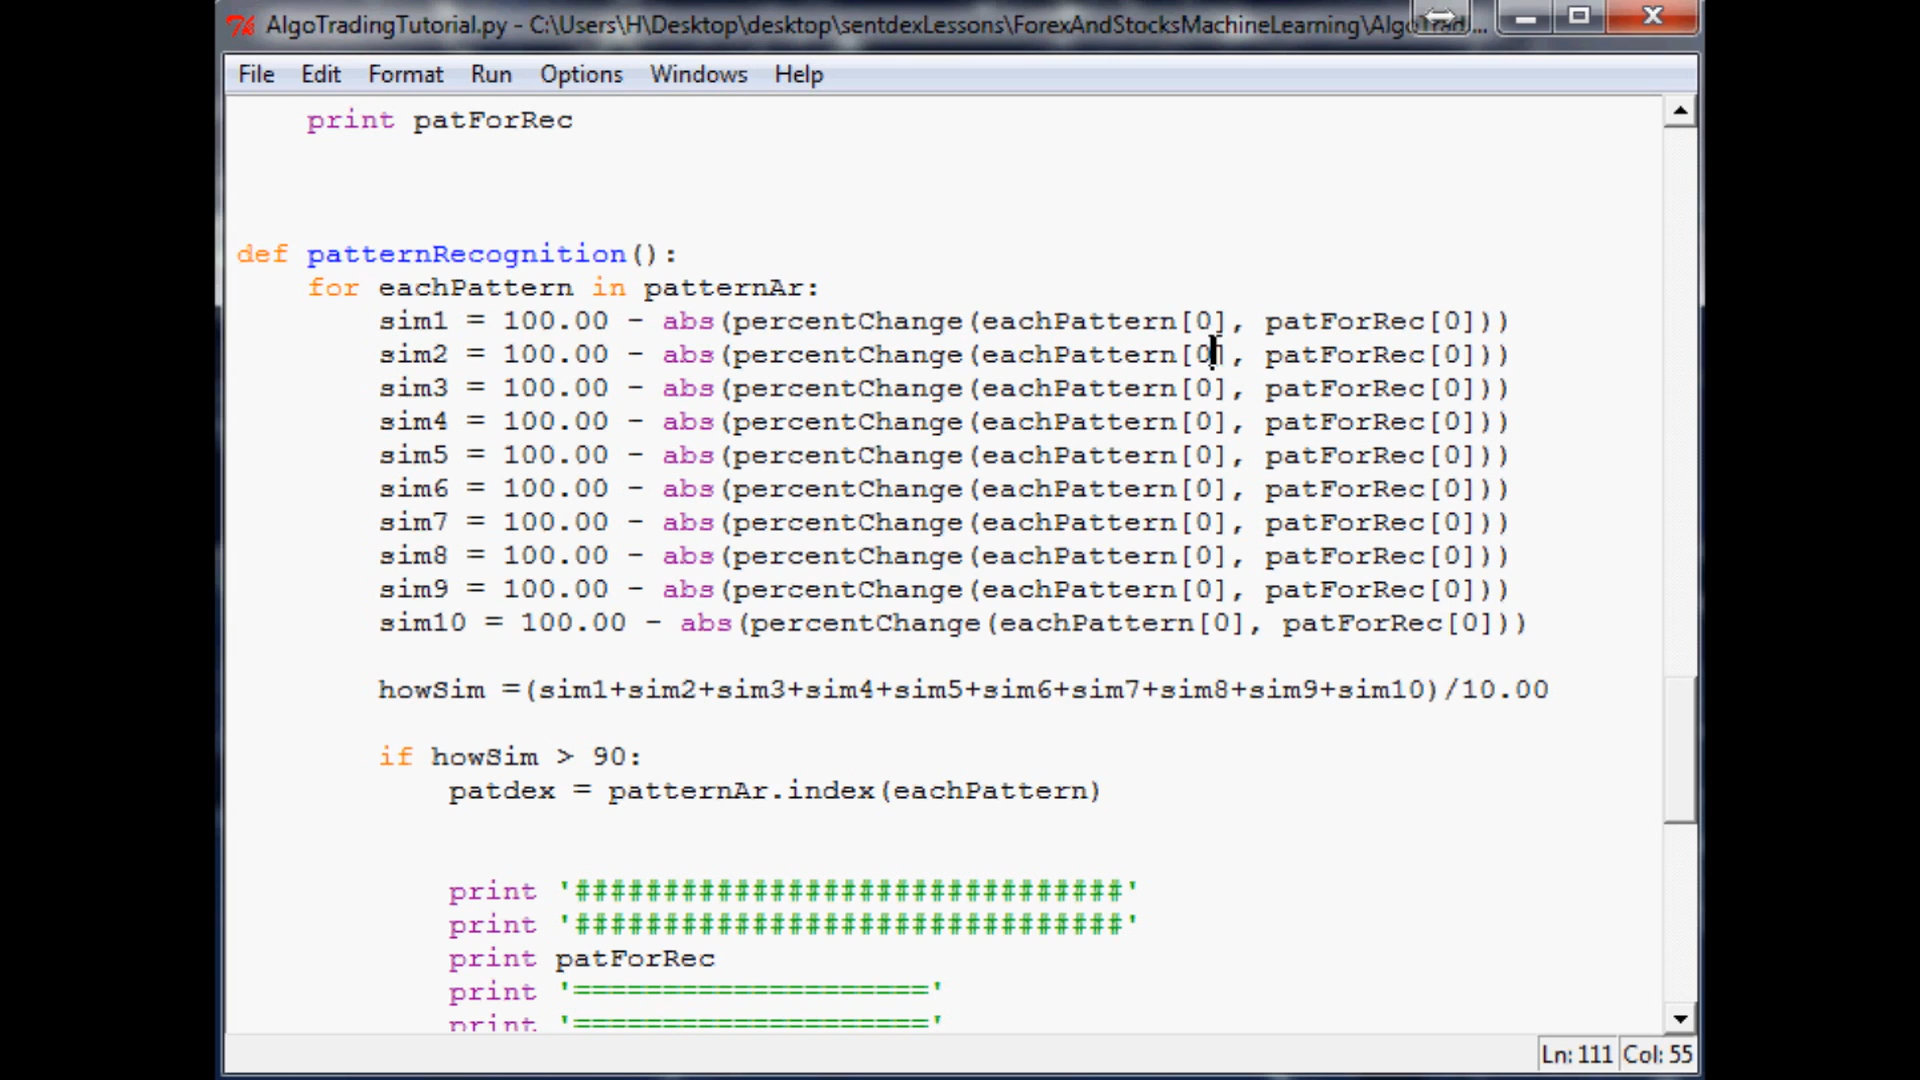 AlgoTradingTutorial.py - C:\Users\H\Desktop\desktop\sentdexLessons\ForexAndStocksMachineLearning\AlgoTrad...
File Edit Format Run Options Windows Help
print patForRec
def patternRecognition():
for eachPattern in patternAr:
sim1 = 100.00 - abs(percentChange(eachPattern[0], patForRec[0]))
sim2 = 100.00 - abs(percentChange(eachPattern[0], patForRec[0]))
sim3 = 100.00 - abs(percentChange(eachPattern[0], patForRec[0]))
sim4 = 100.00 - abs(percentChange(eachPattern[0], patForRec[0]))
sim5 = 100.00 - abs(percentChange(eachPattern[0], patForRec[0]))
sim6 = 100.00 - abs(percentChange(eachPattern[0], patForRec[0]))
sim7 = 100.00 - abs(percentChange(eachPattern[0], patForRec[0]))
sim8 = 100.00 - abs(percentChange(eachPattern[0], patForRec[0]))
sim9 = 100.00 - abs(percentChange(eachPattern[0], patForRec[0]))
sim10 = 100.00 - abs(percentChange(eachPattern[0], patForRec[0]))
howSim =(sim1+sim2+sim3+sim4+sim5+sim6+sim7+sim8+sim9+sim10)/10.00
if howSim > 90:
patdex = patternAr.index(eachPattern)
print '###############################'
print '###############################'
print patForRec
print '===================='
print '===================='
Ln: 111 Col: 55